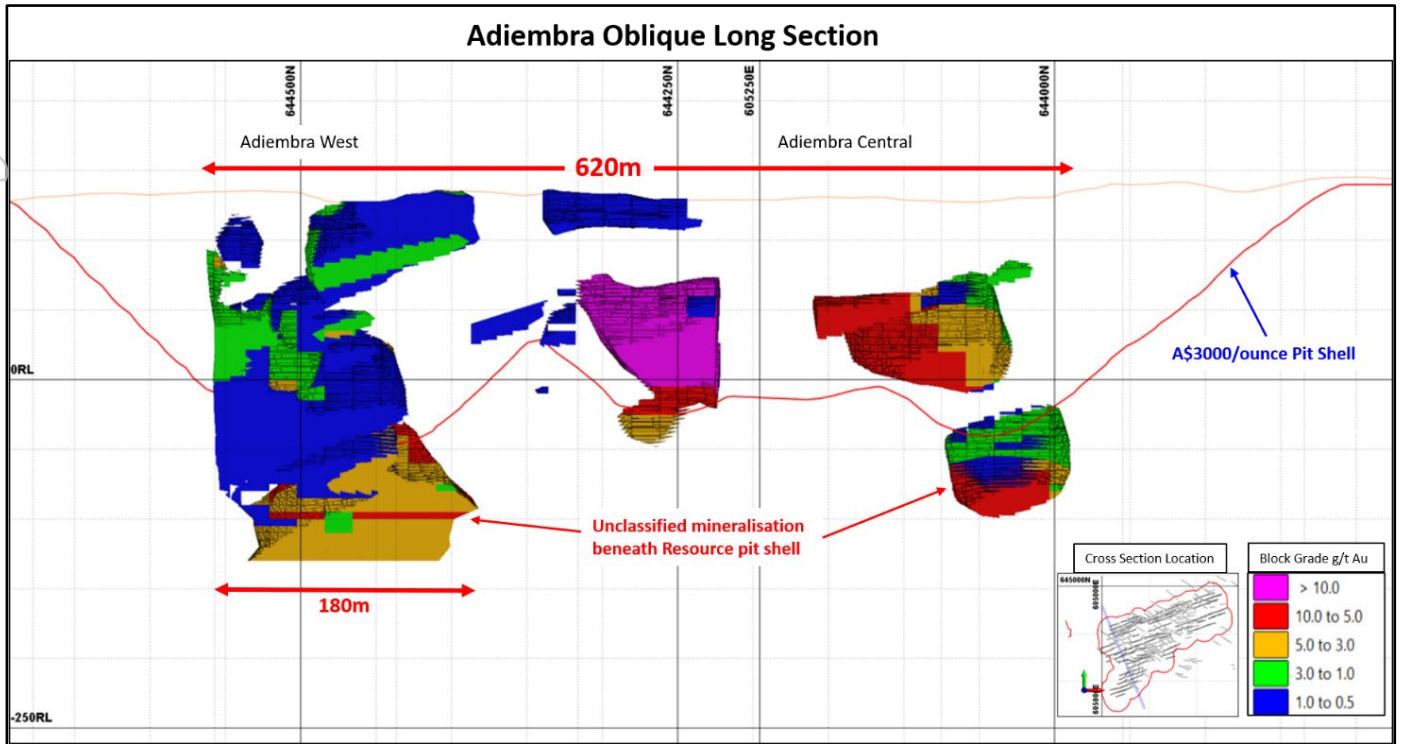 Adiembra Oblique Long Section
644500N
644250N
605250E
644000N
Adiembra West
Adiembra Central
620m
0RL
A$3000/ounce Pit Shell
Unclassified mineralisation
beneath Resource pit shell
180m
Cross Section Location
645000N
605000E
605000E
Block Grade g/t Au
> 10.0
10.0 to 5.0
5.0 to 3.0
3.0 to 1.0
1.0 to 0.5
-250RL